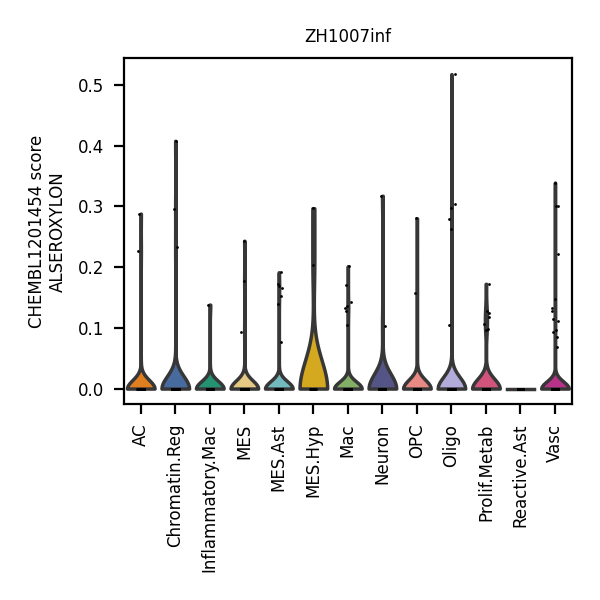 ZH1007inf
CHEMBL1201454 score
ALSEROXYLON
0.5
0.4
0.3
0.2
0.1
0.0
AC
Chromatin.Reg
Inflammatory.Mac
MES
MES.Ast
MES.Hyp
Mac
Neuron
OPC
Oligo
Prolif.Metab
Reactive.Ast
Vasc